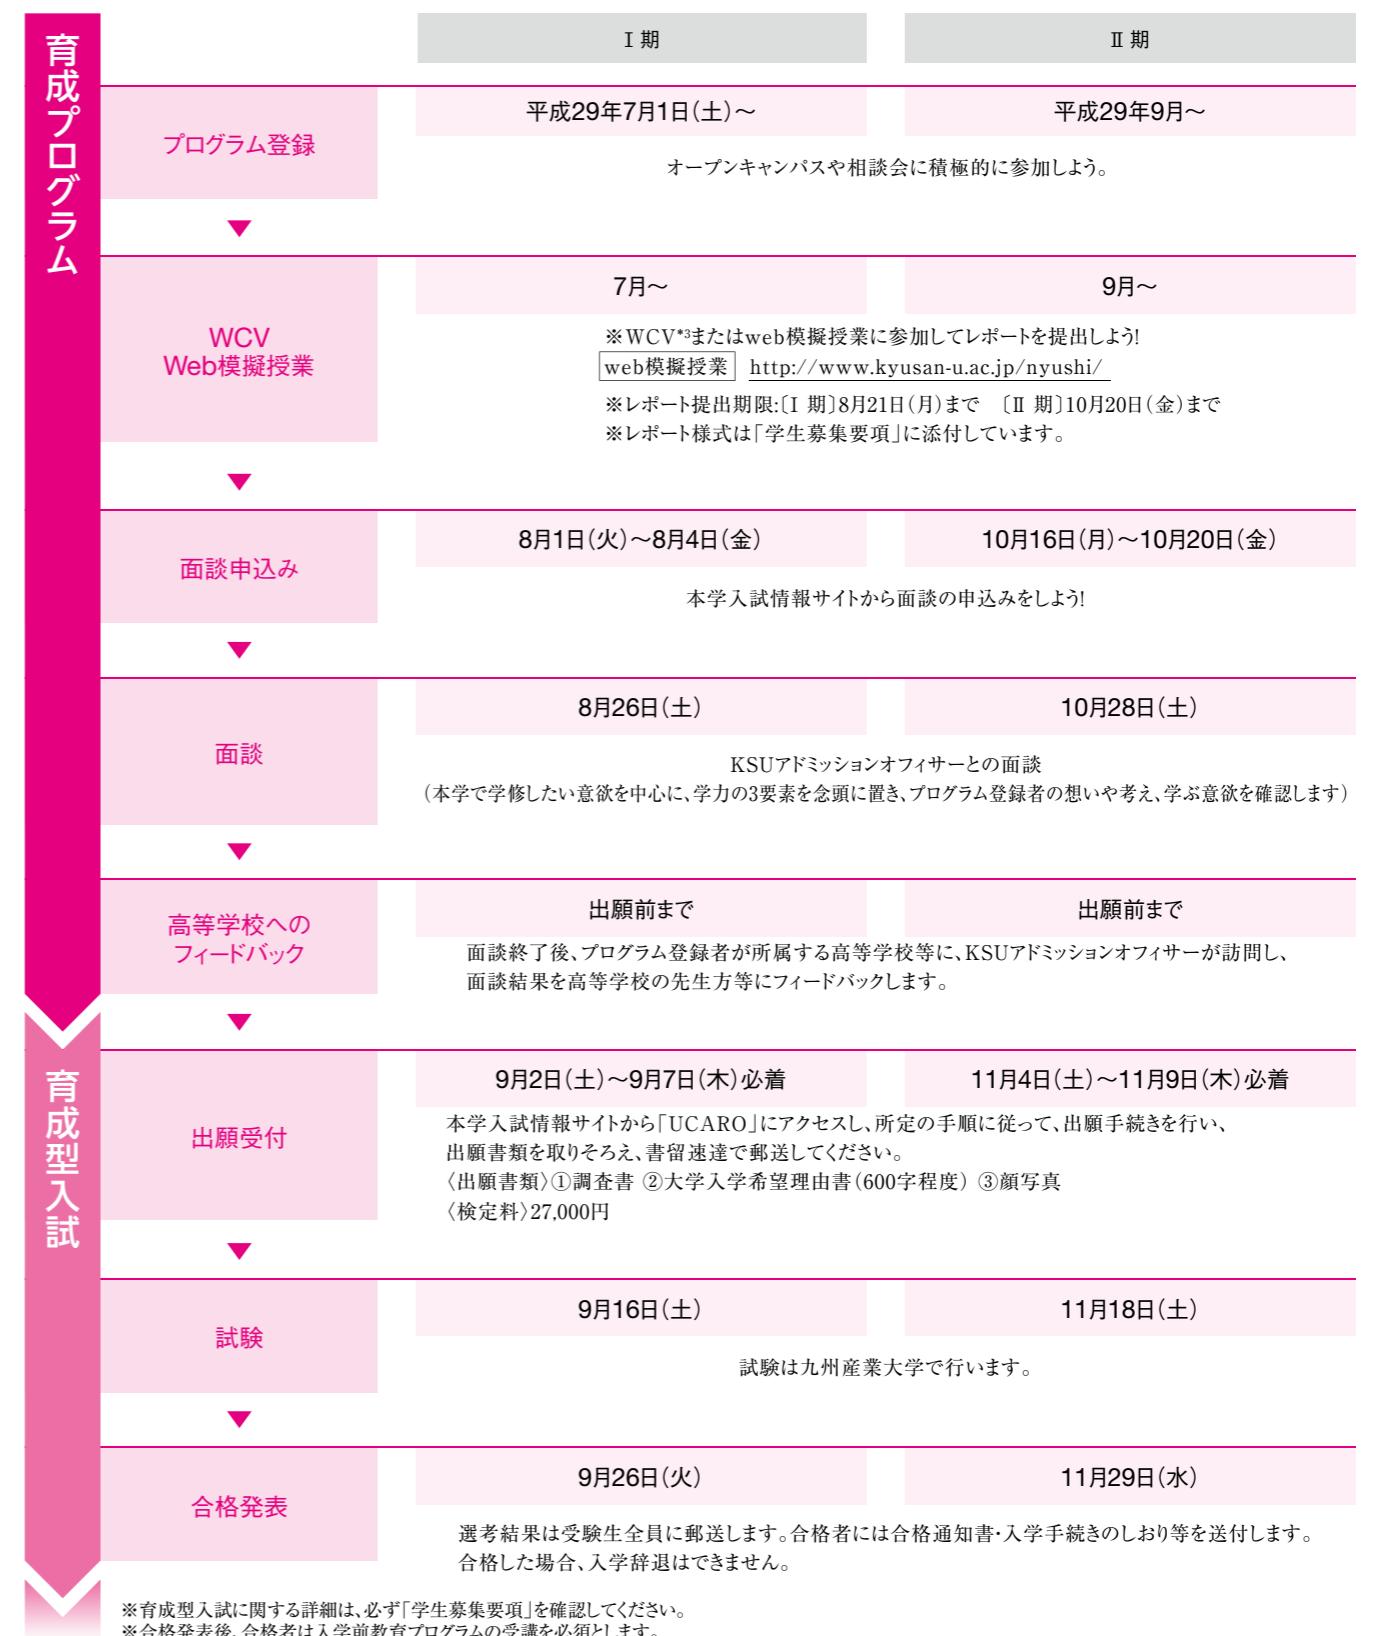 育成プログラム
Ⅰ 期
Ⅱ 期
プログラム登録
平成29年7月1日(土)～
平成29年9月～
オープンキャンパスや相談会に積極的に参加しよう。
WCV
Web模擬授業
7月～
9月～
※WCV*3またはweb模擬授業に参加してレポートを提出しよう!
web模擬授業 http://www.kyusan-u.ac.jp/nyushi/
※レポート提出期限:〔Ⅰ 期〕8月21日(月)まで 〔Ⅱ 期〕10月20日(金)まで
※レポート様式は「学生募集要項」に添付しています。
面談申込み
8月1日(火)～8月4日(金)
10月16日(月)～10月20日(金)
本学入試情報サイトから面談の申込みをしよう!
面談
8月26日(土)
10月28日(土)
KSUアドミッションオフィサーとの面談
(本学で学修したい意欲を中心に、学力の3要素を念頭に置き、プログラム登録者の想いや考え、学ぶ意欲を確認します)
高等学校への
フィードバック
出願前まで
出願前まで
面談終了後、プログラム登録者が所属する高等学校等に、KSUアドミッションオフィサーが訪問し、
面談結果を高等学校の先生方等にフィードバックします。
育成型入試
出願受付
9月2日(土)～9月7日(木)必着
11月4日(土)～11月9日(木)必着
本学入試情報サイトから「UCARO」にアクセスし、所定の手順に従って、出願手続きを行い、
出願書類を取りそろえ、書留速達で郵送してください。
〈出願書類〉①調査書 ②大学入学希望理由書(600字程度) ③顔写真
〈検定料〉27,000円
試験
9月16日(土)
11月18日(土)
試験は九州産業大学で行います。
合格発表
9月26日(火)
11月29日(水)
選考結果は受験生全員に郵送します。合格者には合格通知書・入学手続きのしおり等を送付します。
合格した場合、入学辞退はできません。
※育成型入試に関する詳細は、必ず「学生募集要項」を確認してください。
※合格発表後、合格者は入学前教育プログラムの受講を必須とします。